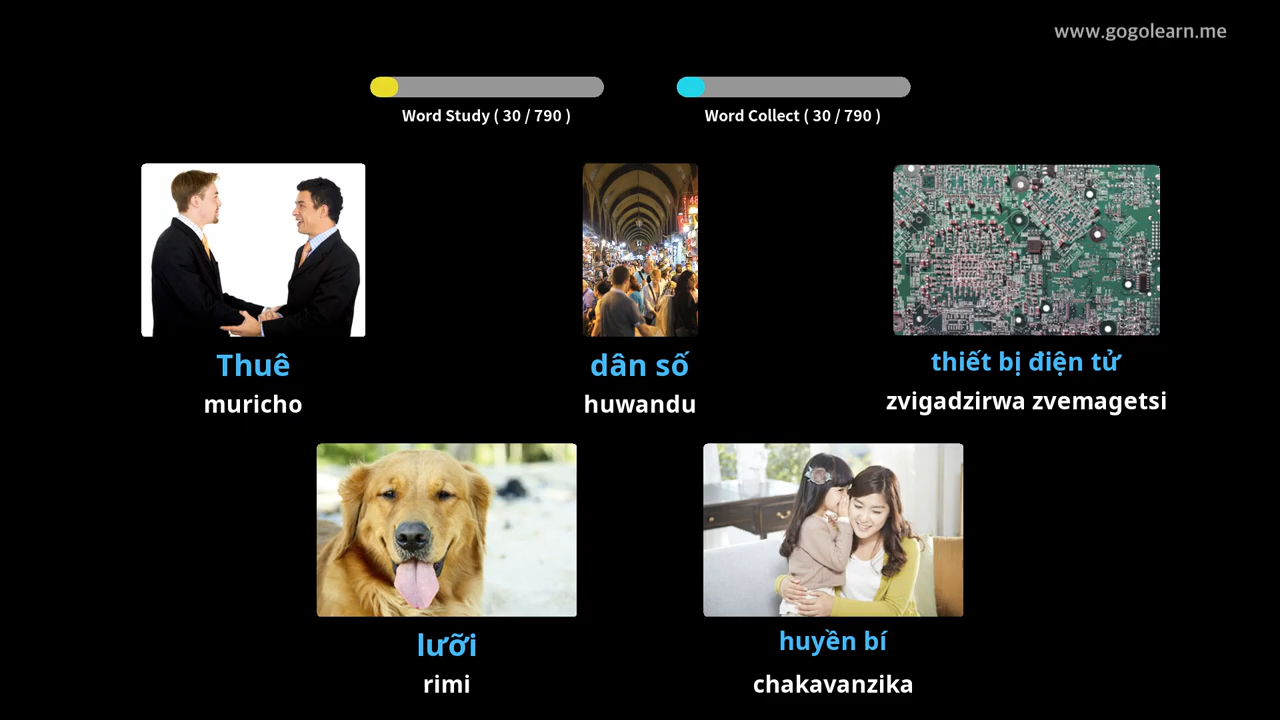 www.gogolearn.me
Word Study ( 30 / 790 )
Word Collect ( 30 / 790 )
Thuê
muricho
dân số
huwandu
thiết bị điện tử
zvigadzirwa zvemagetsi
lưỡi
rimi
huyền bí
chakavanzika